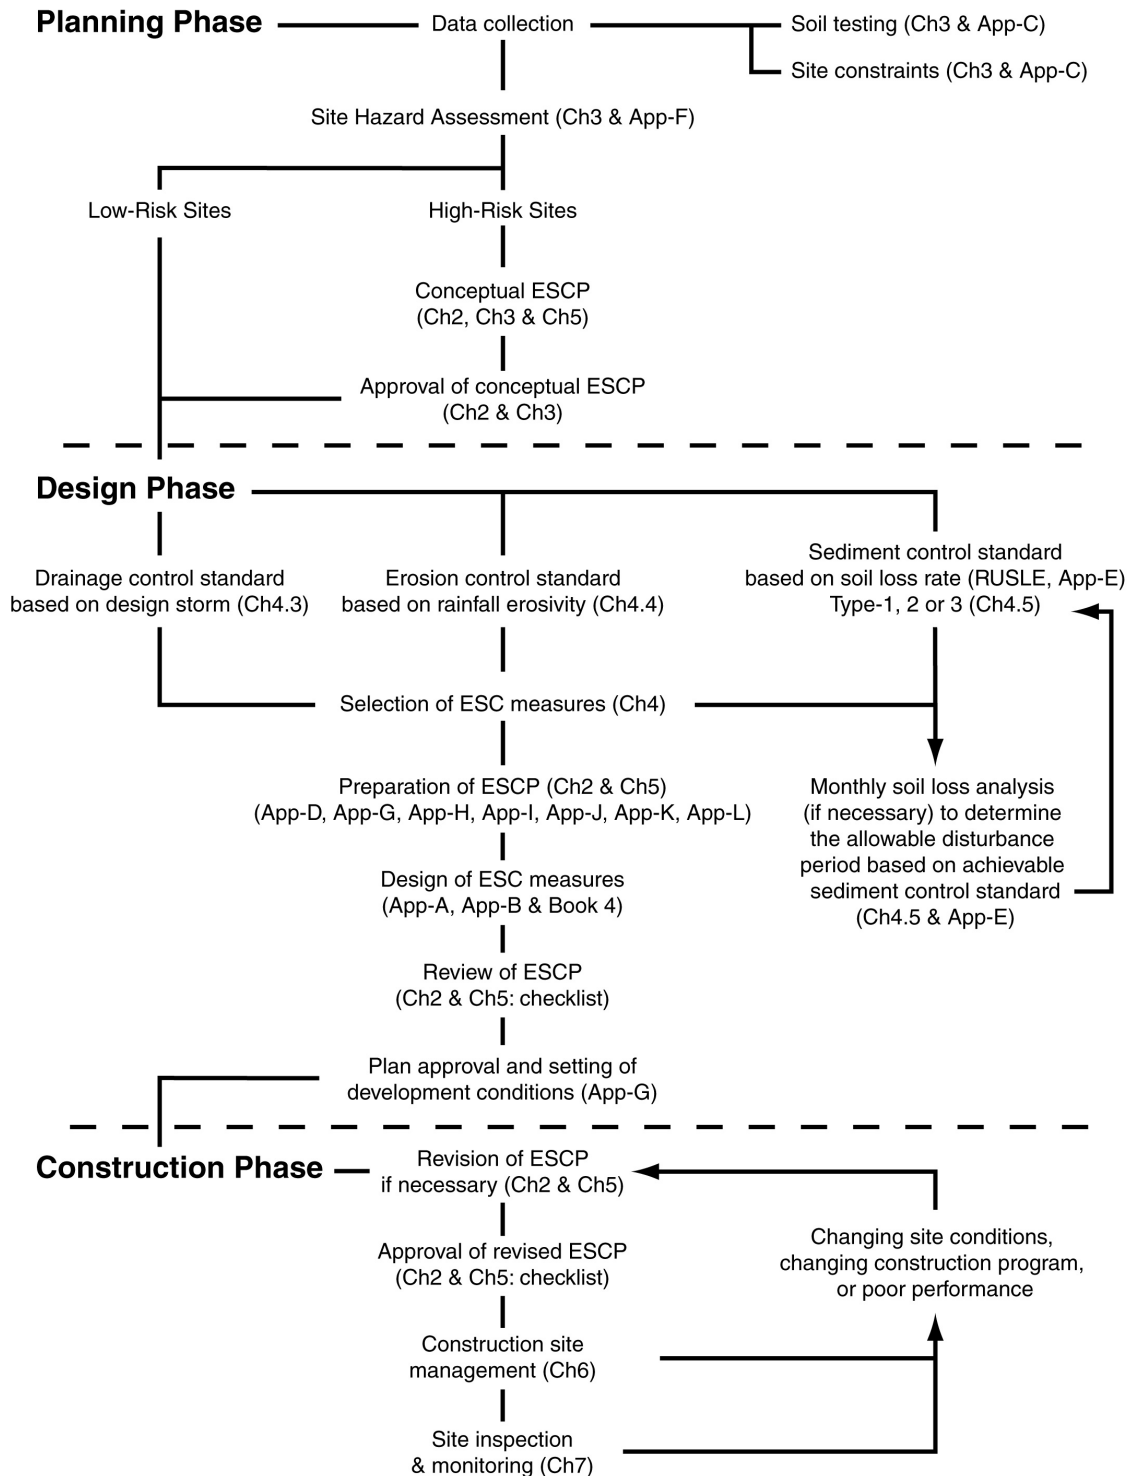 Planning Phase
Data collection
Soil testing (Ch3 & App-C)
Site constraints (Ch3 & App-C)
Site Hazard Assessment (Ch3 & App-F)
Low-Risk Sites
High-Risk Sites
Conceptual ESCP
(Ch2, Ch3 & Ch5)
Approval of conceptual ESCP
(Ch2 & Ch3)
Design Phase
Drainage control standard
based on design storm (Ch4.3)
Erosion control standard
based on rainfall erosivity (Ch4.4)
Sediment control standard
based on soil loss rate (RUSLE, App-E)
Type-1, 2 or 3 (Ch4.5)
Selection of ESC measures (Ch4)
Preparation of ESCP (Ch2 & Ch5)
(App-D, App-G, App-H, App-I, App-J, App-K, App-L)
Monthly soil loss analysis
(if necessary) to determine
the allowable disturbance
period based on achievable
sediment control standard
(Ch4.5 & App-E)
Design of ESC measures
(App-A, App-B & Book 4)
Review of ESCP
(Ch2 & Ch5: checklist)
Plan approval and setting of
development conditions (App-G)
Construction Phase
Revision of ESCP
if necessary (Ch2 & Ch5)
Approval of revised ESCP
(Ch2 & Ch5: checklist)
Changing site conditions,
changing construction program,
or poor performance
Construction site
management (Ch6)
Site inspection
& monitoring (Ch7)